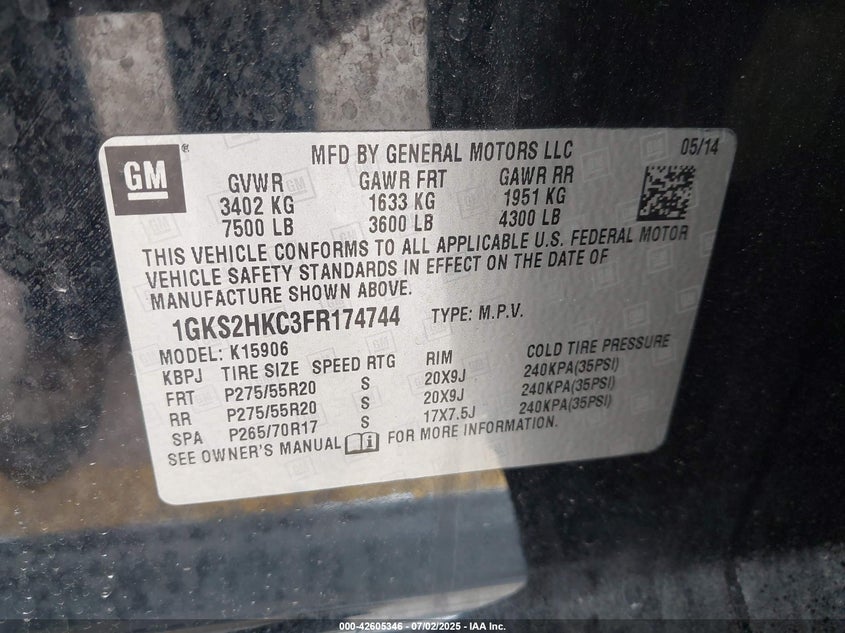 GM
®
MFD BY GENERAL MOTORS LLC
05/14
GVWR GAWR FRT GAWR RR
3402 KG 1633 KG 1951 KG
7500 LB 3600 LB 4300 LB
THIS VEHICLE CONFORMS TO ALL APPLICABLE U.S. FEDERAL MOTOR
VEHICLE SAFETY STANDARDS IN EFFECT ON THE DATE OF
MANUFACTURE SHOWN ABOVE.
1GKS2HKC3FR174744 TYPE: M.P.V.
MODEL: K15906
KBPJ TIRE SIZE SPEED RTG RIM COLD TIRE PRESSURE
FRT P275/55R20 S 20X9J 240KPA(35PSI)
RR P275/55R20 S 20X9J 240KPA(35PSI)
SPA P265/70R17 S 17X7.5J 240KPA(35PSI)
SEE OWNER'S MANUAL FOR MORE INFORMATION.
000-42605346 - 07/02/2025 - IAA Inc.